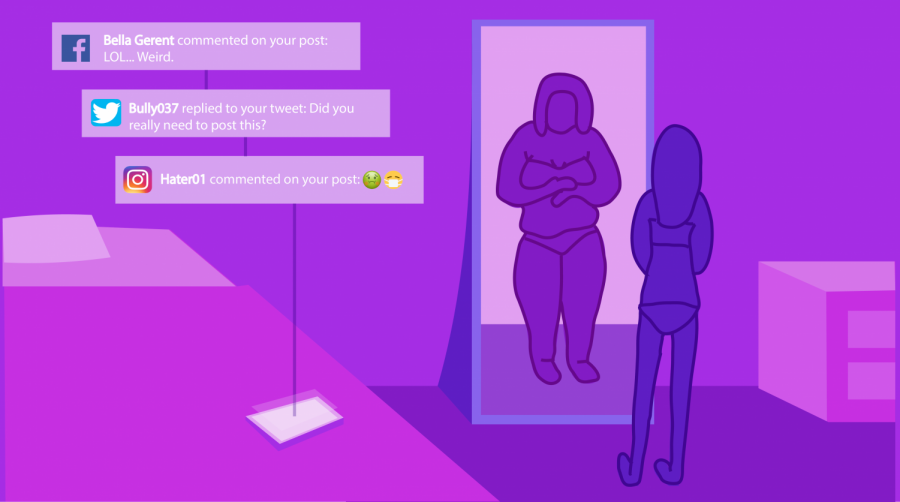 Bella Gerent commented on your post:
LOL... Weird.
Bully037 replied to your tweet: Did you
really need to post this?
Hater01 commented on your post: 🤢😷